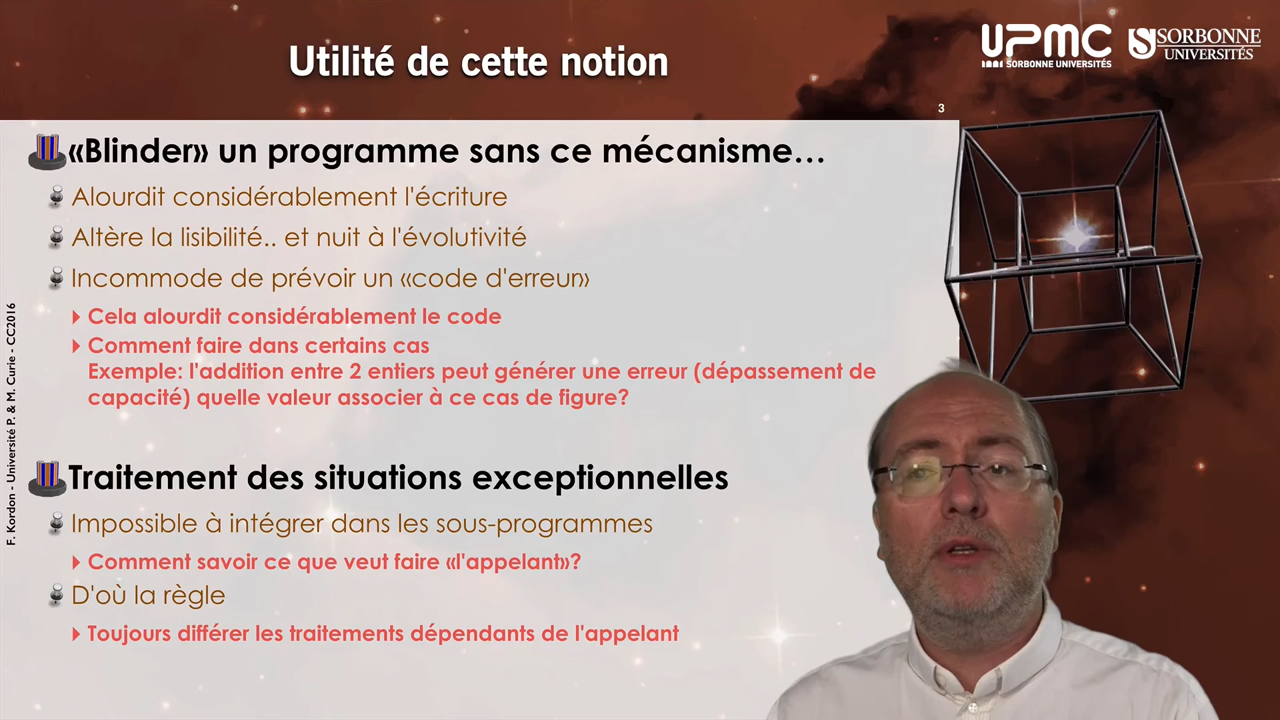 Utilité de cette notion
UPMC
SORBONNE UNIVERSITÉS
SORBONNE
UNIVERSITÉS
3
«Blinder» un programme sans ce mécanisme…
Alourdit considérablement l'écriture
Altère la lisibilité.. et nuit à l'évolutivité
Incommode de prévoir un «code d'erreur»
Cela alourdit considérablement le code
Comment faire dans certains cas
Exemple: l'addition entre 2 entiers peut générer une erreur (dépassement de
capacité) quelle valeur associer à ce cas de figure?
Traitement des situations exceptionnelles
Impossible à intégrer dans les sous-programmes
Comment savoir ce que veut faire «l'appelant»?
D'où la règle
Toujours différer les traitements dépendants de l'appelant
F. Kordon - Université P. & M. Curie - CC2016